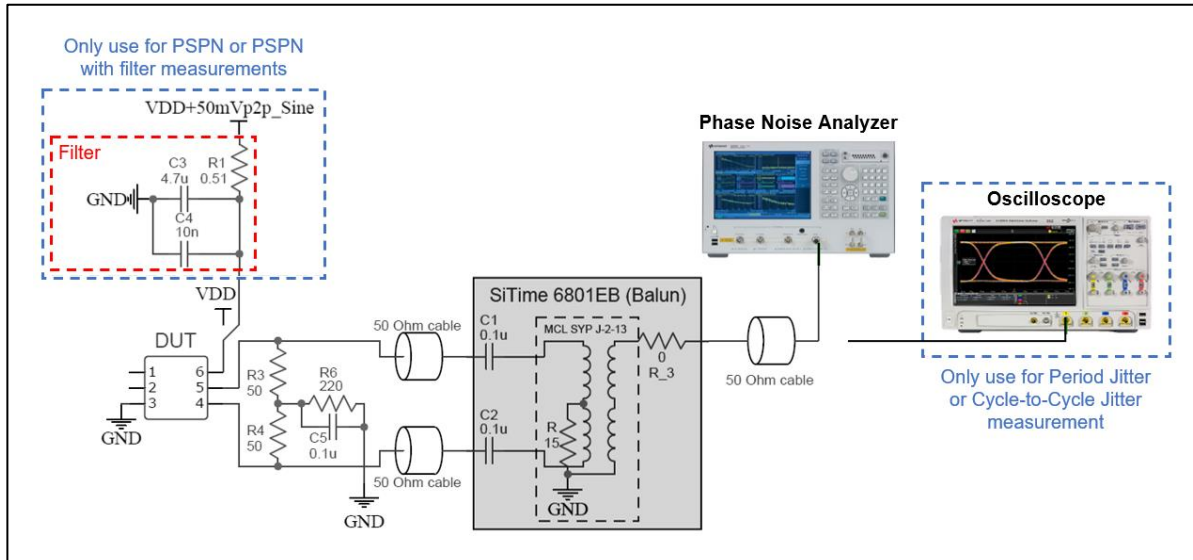 Only use for PSPN or PSPN
with filter measurements
VDD+50mVp2p_Sine
Filter
C3
4.7u
R1
0.51
GND
C4
10n
VDD
DUT
1
2
3
6
5
4
GND
R3
50
R4
50
R6
220
C5
0.1u
GND
50 Ohm cable
50 Ohm cable
SiTime 6801EB (Balun)
C1
0.1u
C2
0.1u
MCL SYP J-2-13
R
15
GND
0
R_3
50 Ohm cable
Phase Noise Analyzer
Oscilloscope
Only use for Period Jitter
or Cycle-to-Cycle Jitter
measurement